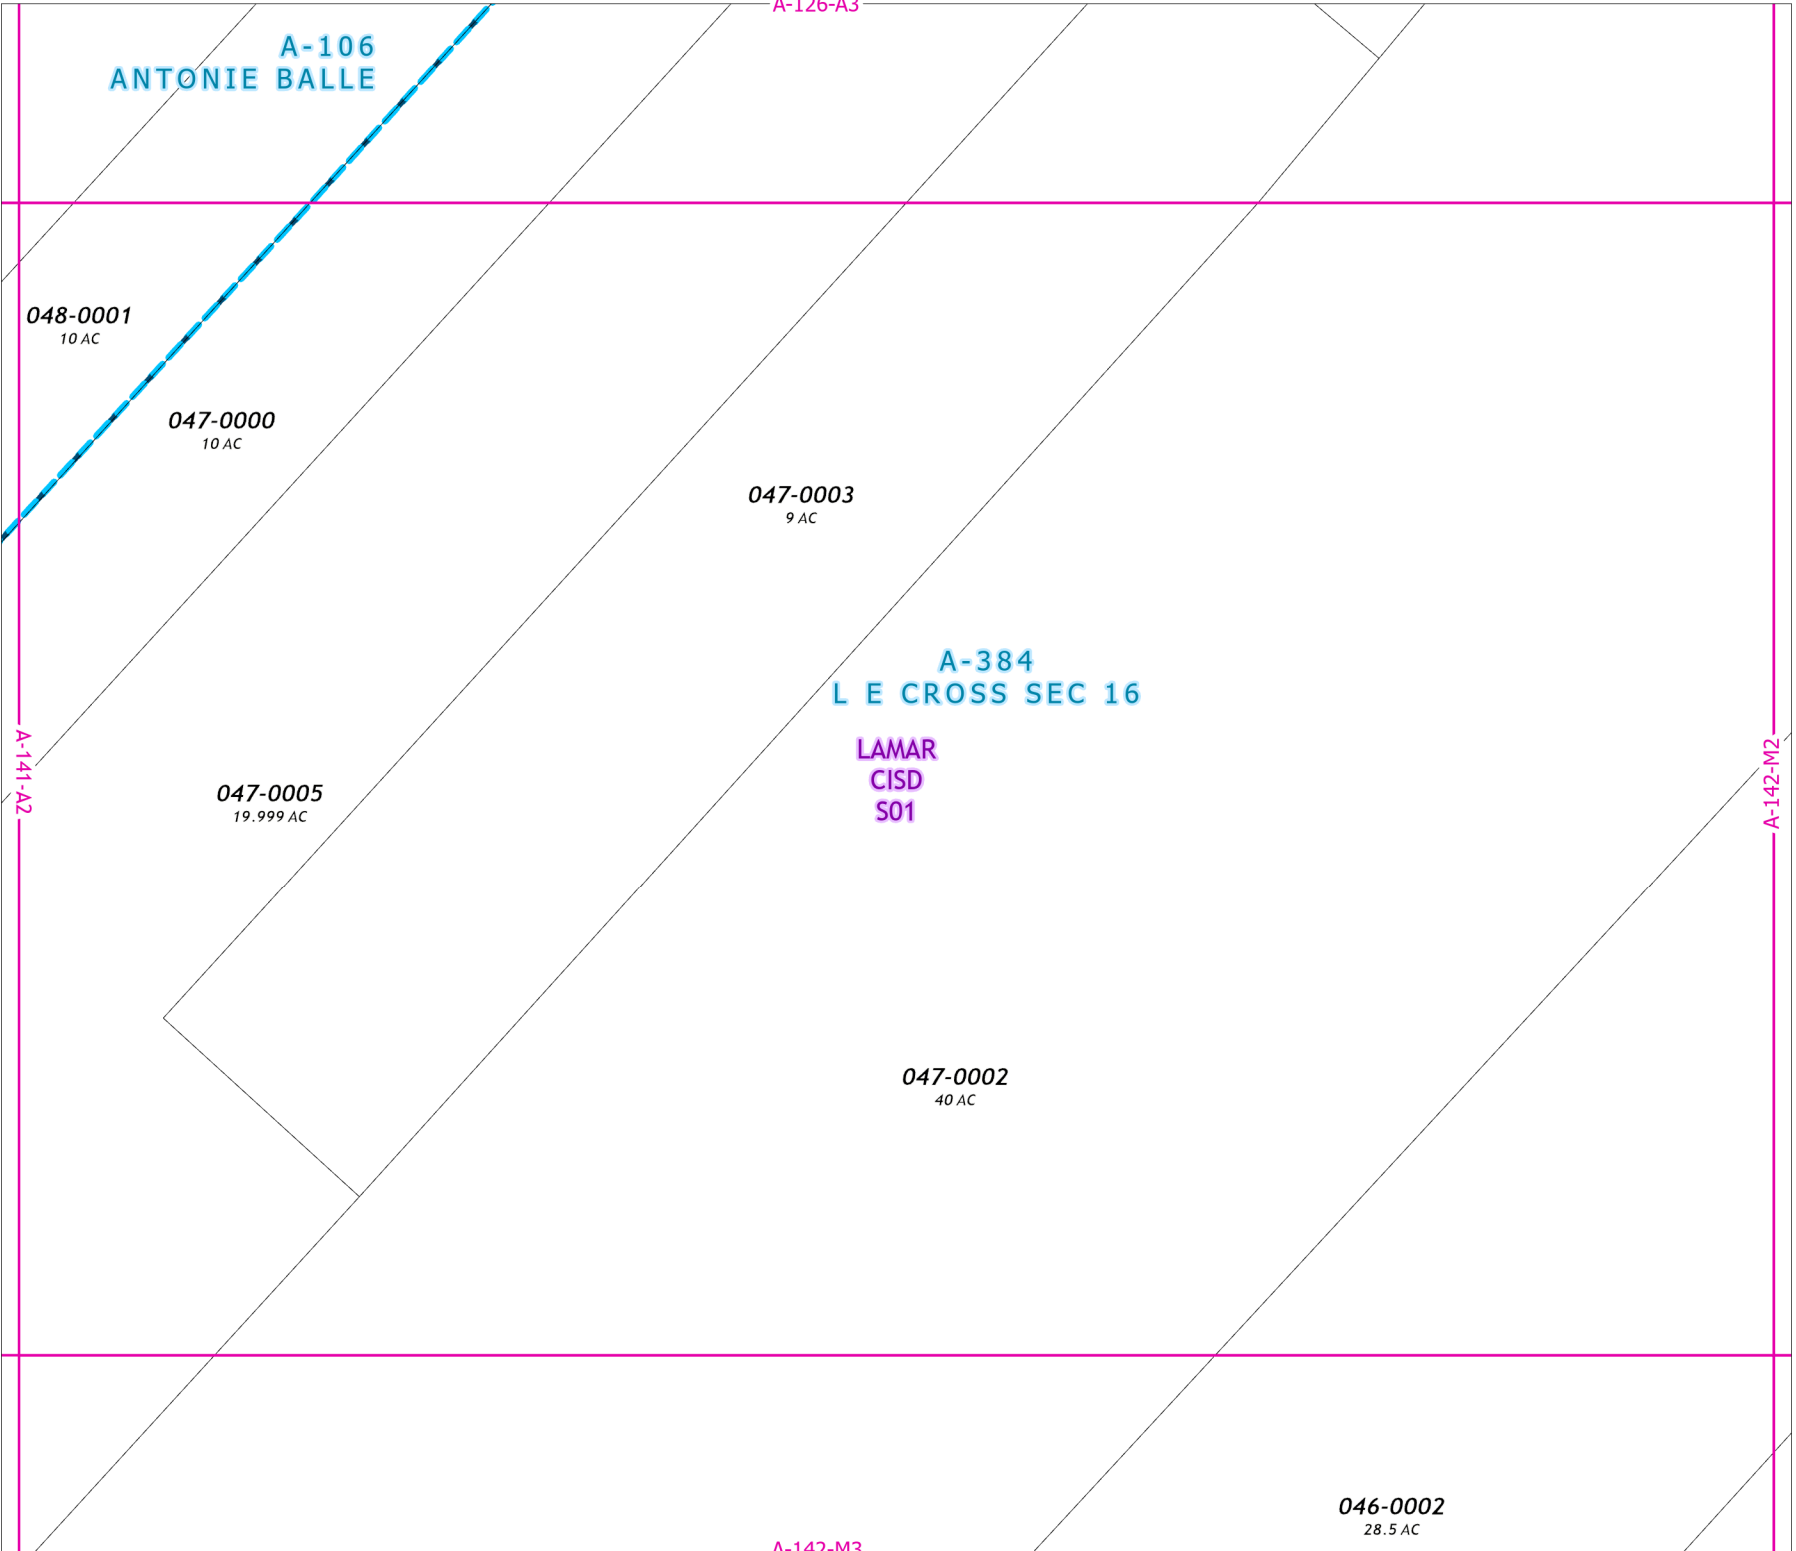 A-126-A3
A-106
ANTONIE BALLE
048-0001
10 AC
047-0000
10 AC
047-0003
9 AC
A-384
L E CROSS SEC 16
LAMAR
CISD
S01
A-141-A2
A-142-M2
047-0005
19.999 AC
047-0002
40 AC
046-0002
28.5 AC
A-142-M3